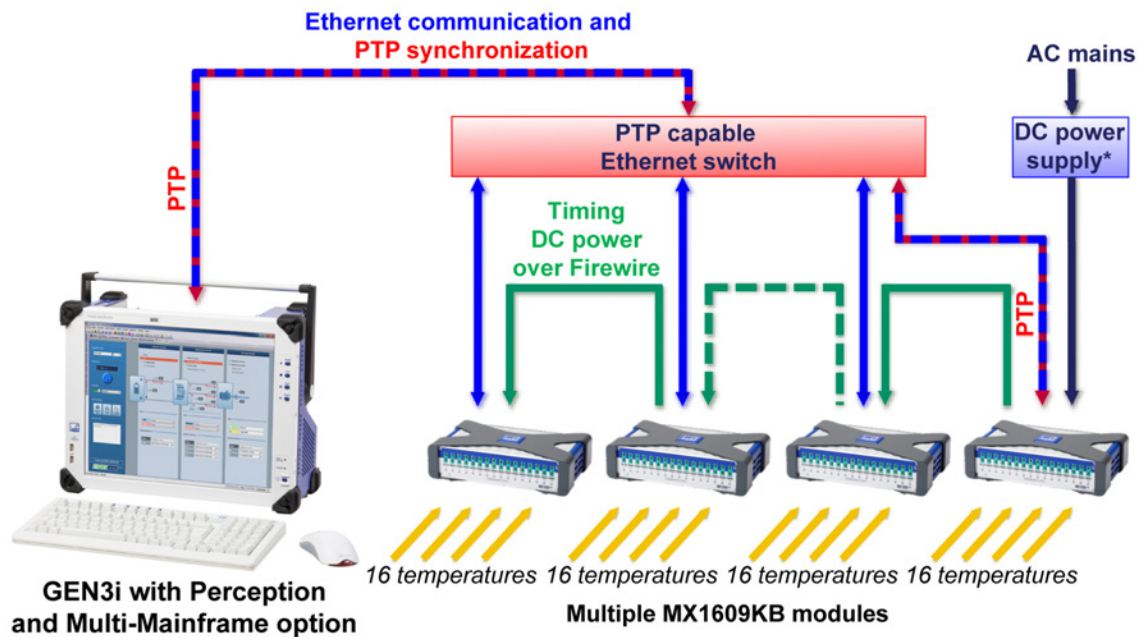 Ethernet communication and
PTP synchronization
AC mains
PTP capable
Ethernet switch
DC power
supply*
PTP
Timing
DC power
over Firewire
PTP
16 temperatures
16 temperatures
16 temperatures
16 temperatures
GEN3i with Perception
and Multi-Mainframe option
Multiple MX1609KB modules